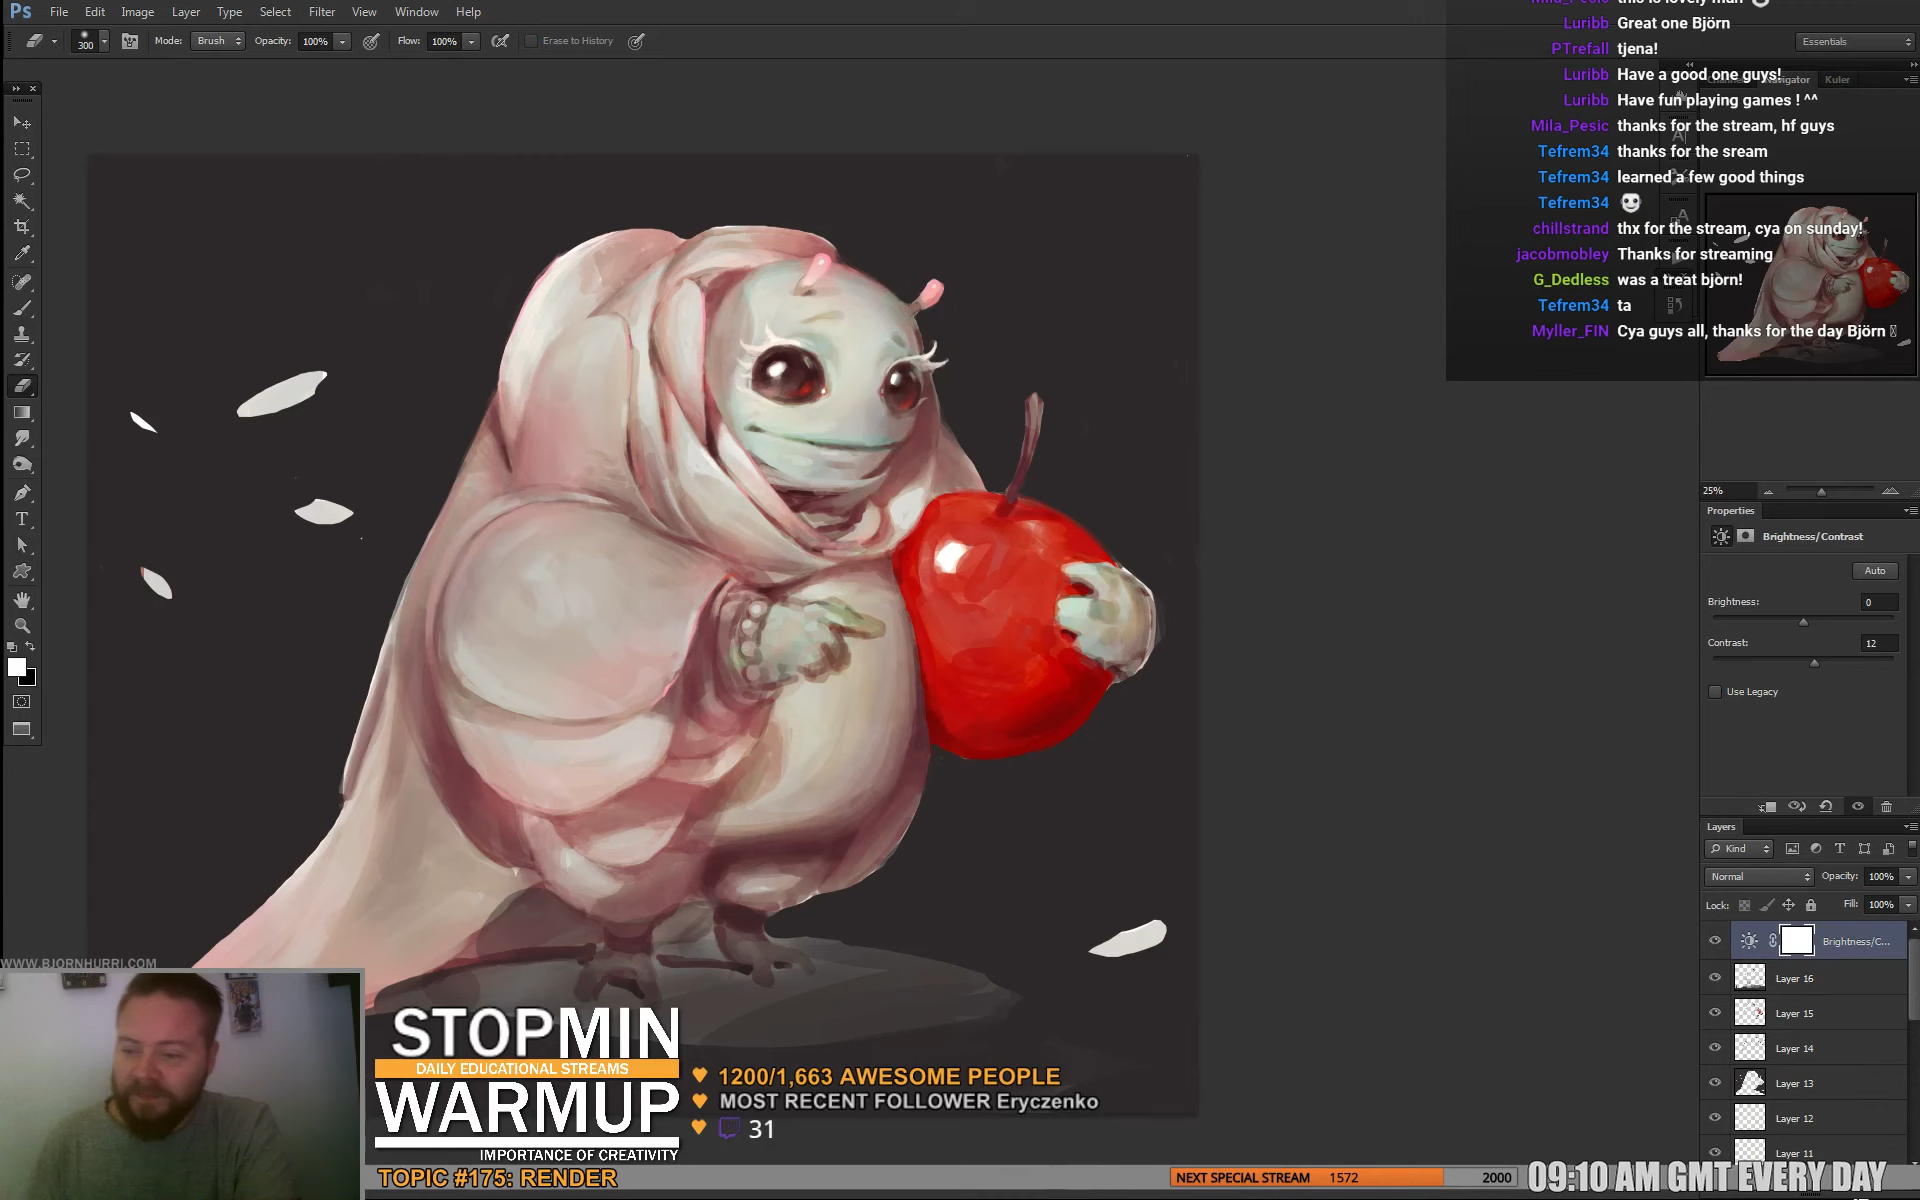 Ps File Edit Image Layer Type Select Filter View Window Help
300 Mode: Brush Opacity: 100% Flow: 100% Erase to History
Essentials
Luribb Great one Björn
PTrefall tjena!
Luribb Have a good one guys!
Navigator Kuler
Luribb Have fun playing games ! ^^
Mila_Pesic thanks for the stream, hf guys
Tefrem34 thanks for the sream
Tefrem34 learned a few good things
Tefrem34
chillstrand thx for the stream, cya on sunday!
jacobmobley Thanks for streaming
G_Dedless was a treat björn!
Tefrem34 ta
Myller_FIN Cya guys all, thanks for the day Björn
25%
Properties
Brightness/Contrast
Auto
Brightness: 0
Contrast: 12
Use Legacy
Layers
Kind
Normal Opacity: 100%
Lock: Fill: 100%
Brightness/C...
Layer 16
Layer 15
Layer 14
Layer 13
Layer 12
Layer 11
WWW.BJORNHURRI.COM
STOPMIN
DAILY EDUCATIONAL STREAMS
WARMUP
IMPORTANCE OF CREATIVITY
TOPIC #175: RENDER
1200/1,663 AWESOME PEOPLE
MOST RECENT FOLLOWER Eryczenko
31
NEXT SPECIAL STREAM 1572 2000
09:10 AM GMT EVERY DAY